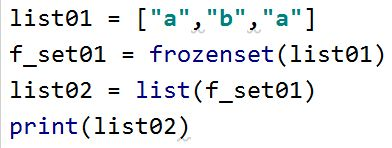 list01 = ["a","b","a"]
f_set01 = frozenset(list01)
list02 = list(f_set01)
print(list02)